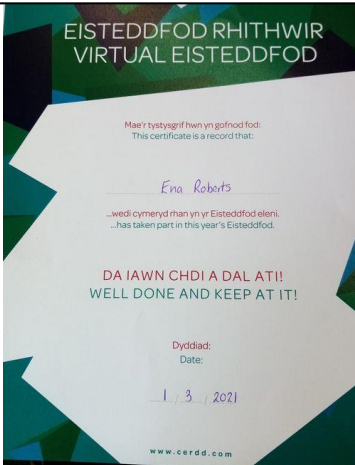 EISTEDDFOD RHITHWIR
VIRTUAL EISTEDDFOD
Mae'r tystysgrif hwn yn gofnod fod:
This certificate is a record that:
Ena Roberts
...wedi cymeryd rhan yn yr Eisteddfod eleni.
...has taken part in this year's Eisteddfod.
DA IAWN CHDI A DAL ATI!
WELL DONE AND KEEP AT IT!
Dyddiad:
Date:
1 / 3 / 2021
www.cerdd.com